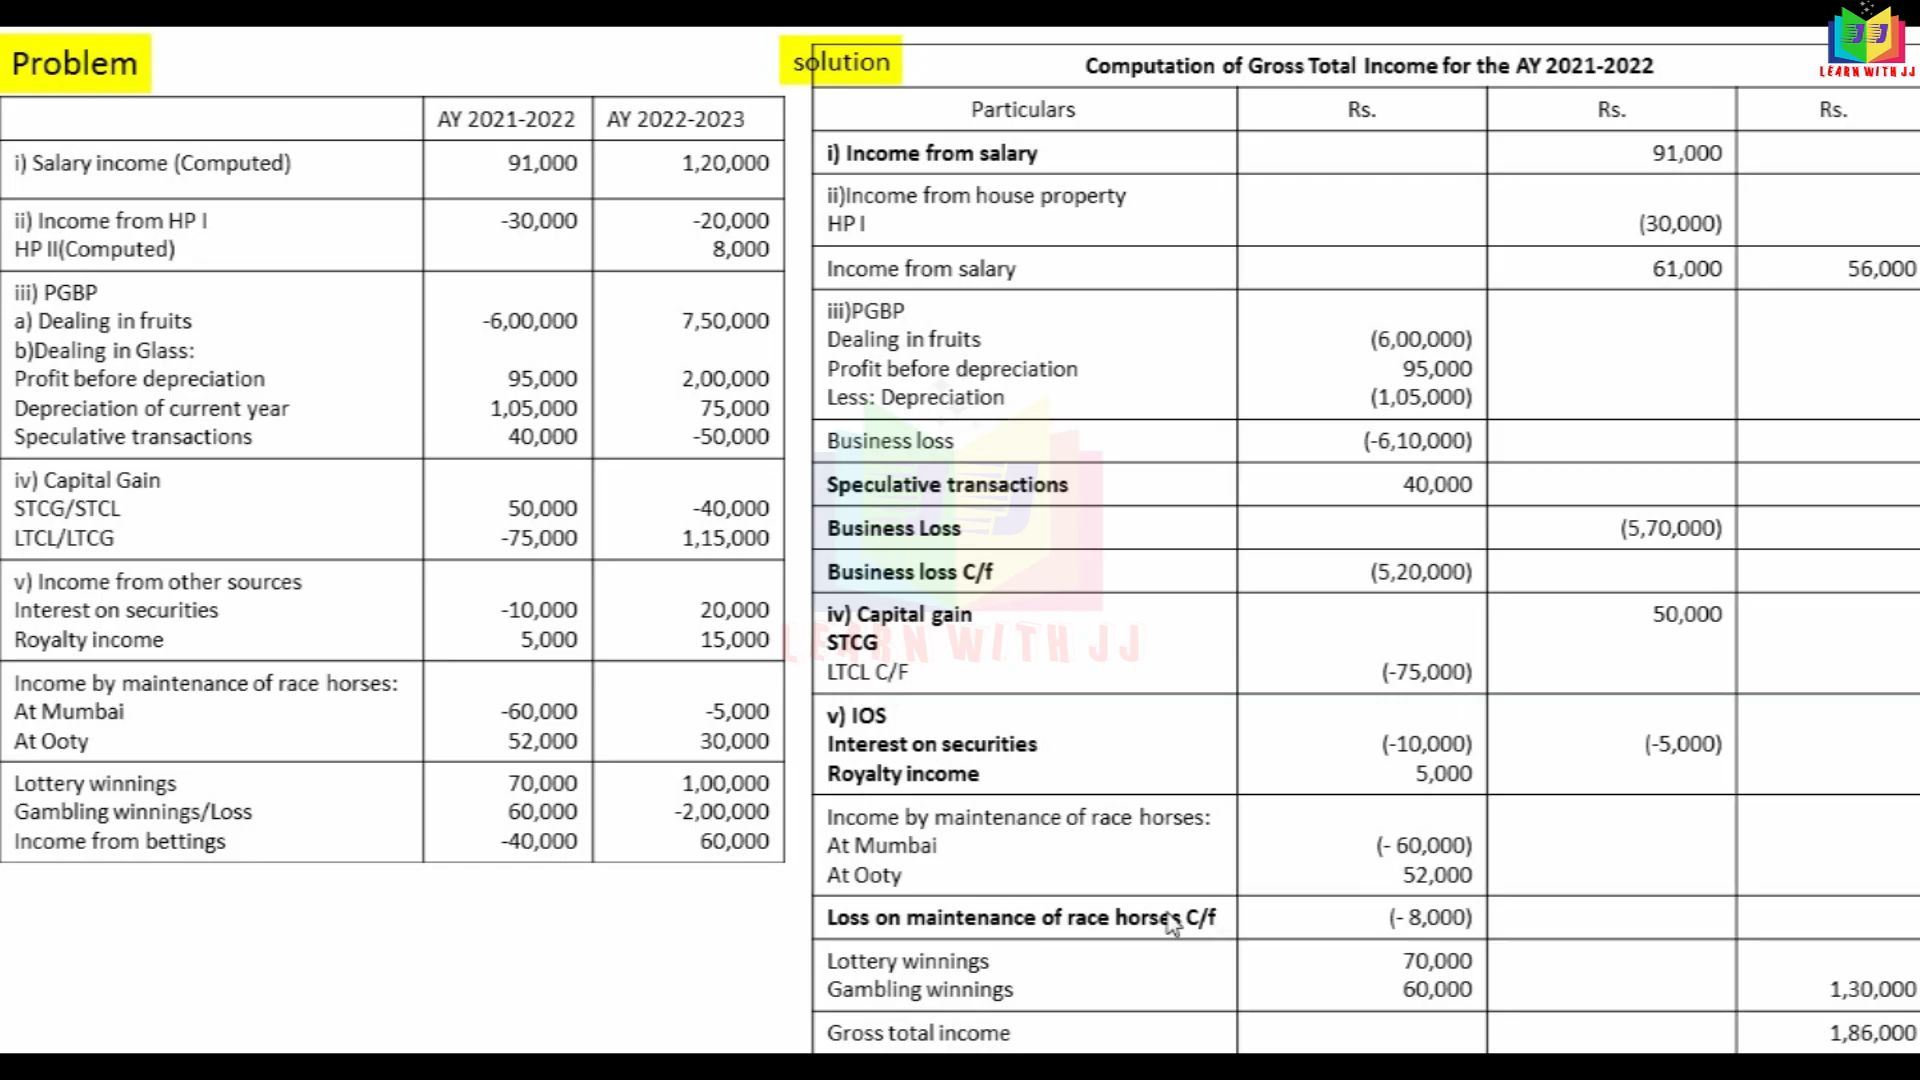 Problem
AY 2021-2022 AY 2022-2023
i) Salary income (Computed) 91,000 1,20,000
ii) Income from HP I -30,000 -20,000
HP II(Computed) 8,000
iii) PGBP
a) Dealing in fruits -6,00,000 7,50,000
b)Dealing in Glass:
Profit before depreciation 95,000 2,00,000
Depreciation of current year 1,05,000 75,000
Speculative transactions 40,000 -50,000
iv) Capital Gain
STCG/STCL 50,000 -40,000
LTCL/LTCG -75,000 1,15,000
v) Income from other sources
Interest on securities -10,000 20,000
Royalty income 5,000 15,000
Income by maintenance of race horses:
At Mumbai -60,000 -5,000
At Ooty 52,000 30,000
Lottery winnings 70,000 1,00,000
Gambling winnings/Loss 60,000 -2,00,000
Income from bettings -40,000 60,000
solution
Computation of Gross Total Income for the AY 2021-2022
Particulars Rs. Rs. Rs.
i) Income from salary 91,000
ii)Income from house property
HP I (30,000)
Income from salary 61,000 56,000
iii)PGBP
Dealing in fruits (6,00,000)
Profit before depreciation 95,000
Less: Depreciation (1,05,000)
Business loss (-6,10,000)
Speculative transactions 40,000
Business Loss (5,70,000)
Business loss C/f (5,20,000)
iv) Capital gain 50,000
STCG
LTCL C/F (-75,000)
v) IOS
Interest on securities (-10,000) (-5,000)
Royalty income 5,000
Income by maintenance of race horses:
At Mumbai (- 60,000)
At Ooty 52,000
Loss on maintenance of race horses C/f (- 8,000)
Lottery winnings 70,000
Gambling winnings 60,000 1,30,000
Gross total income 1,86,000
LEARN WITH JJ
JJ
LEARN WITH JJ